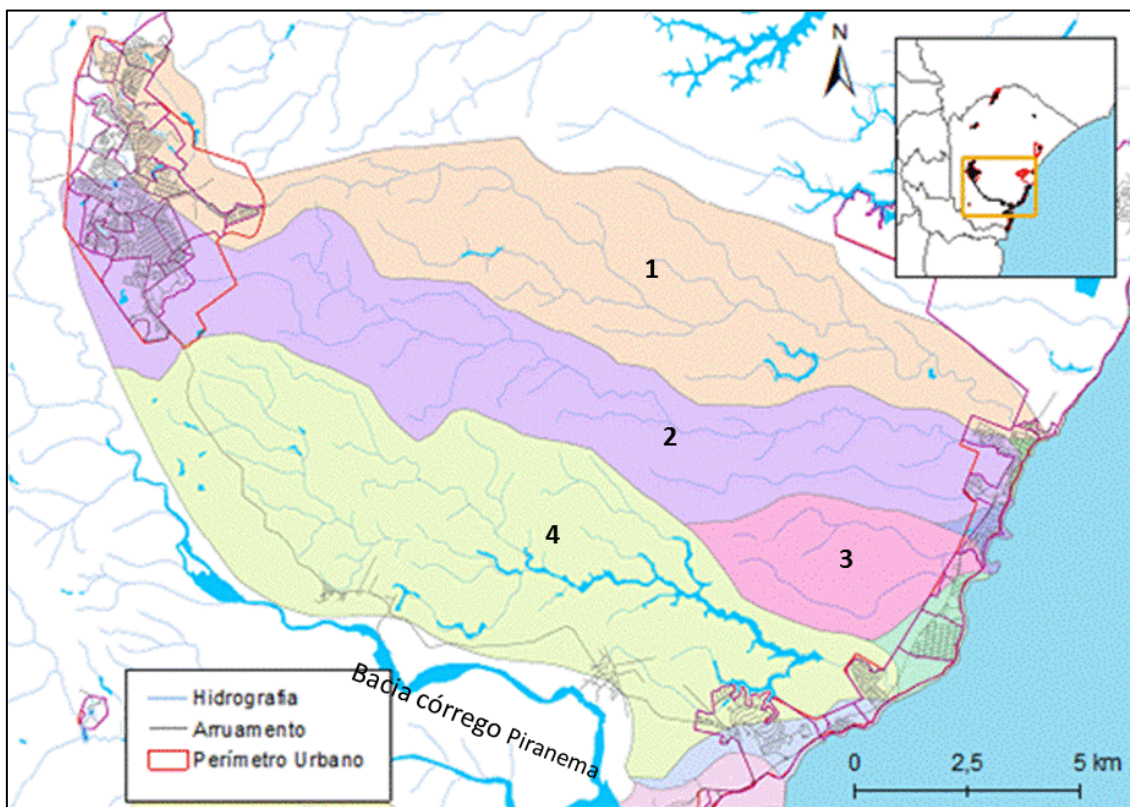 N
1
2
3
4
Bacia córrego Piranema
Hidrografia
Arruamento
Perímetro Urbano
0 2,5 5 km